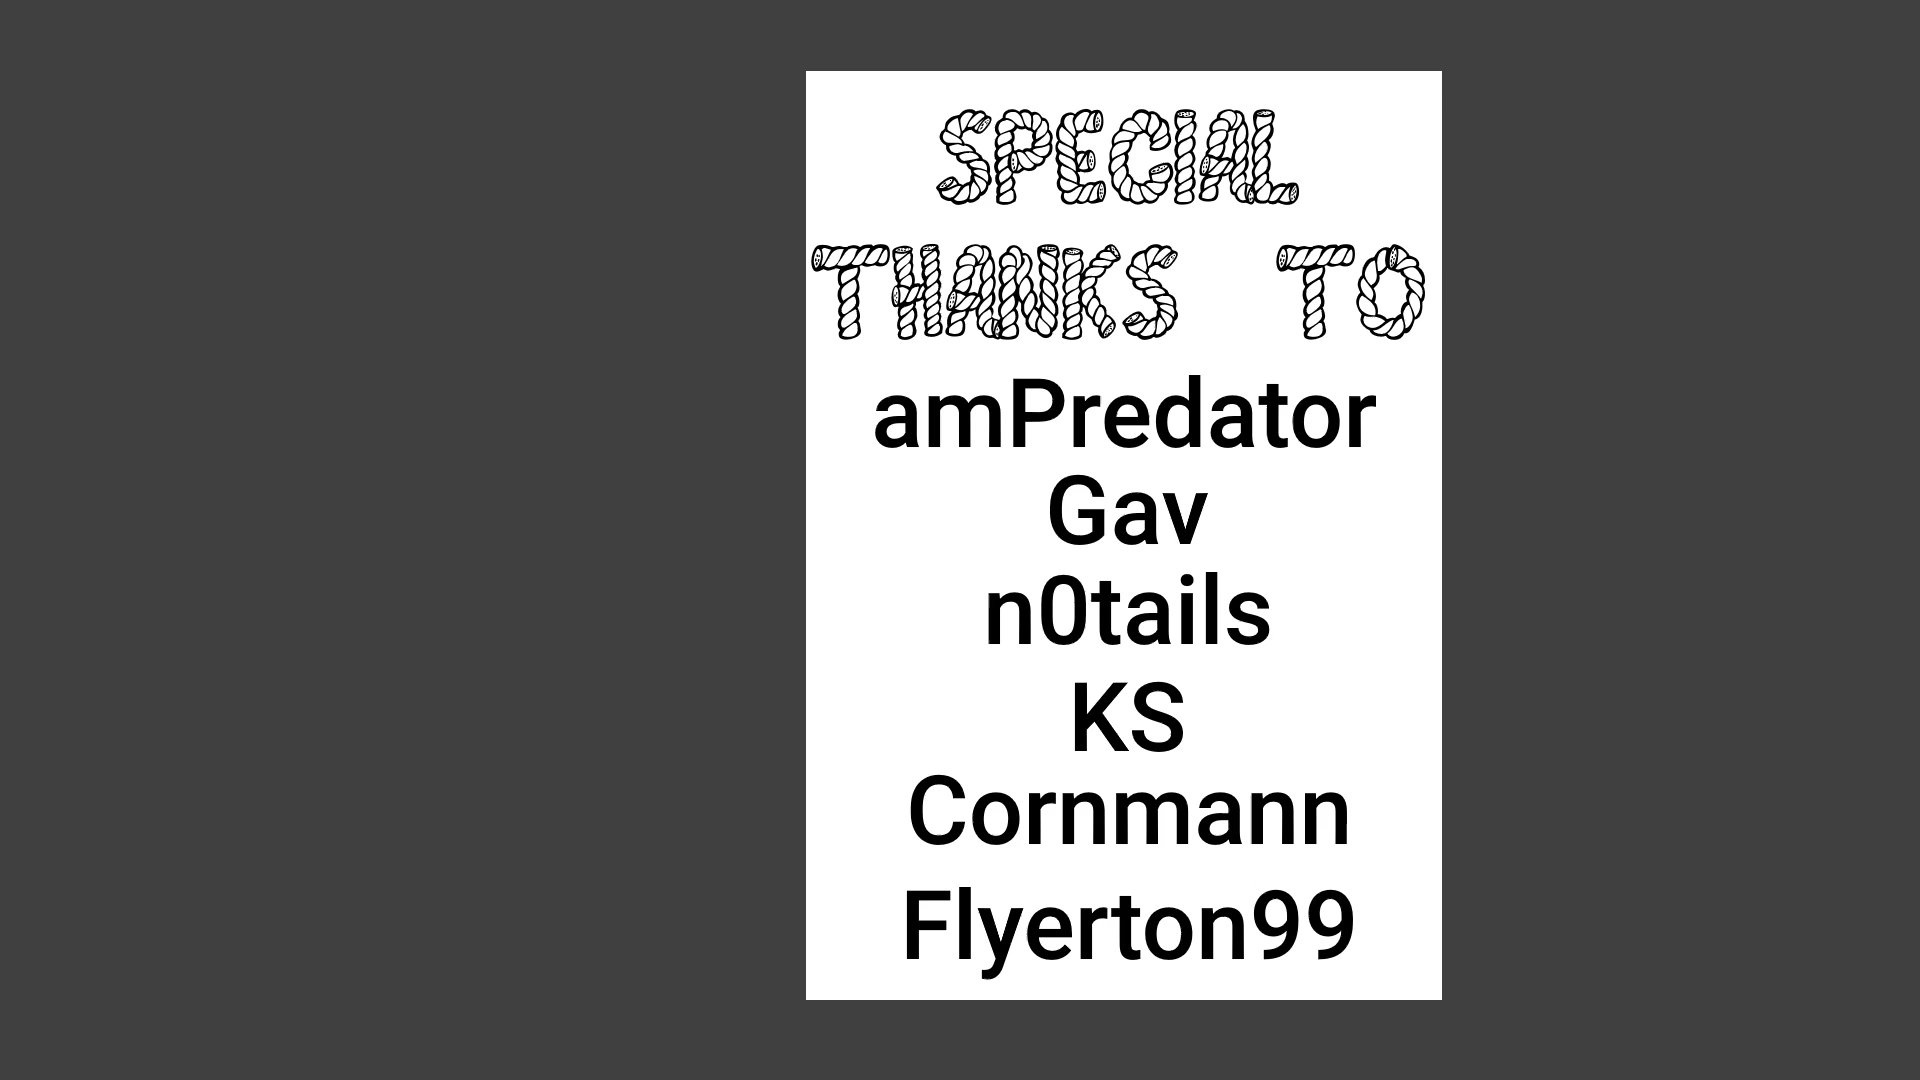 SPECIAL
THANKS TO
amPredator
Gav
n0tails
KS
Cornmann
Flyerton99